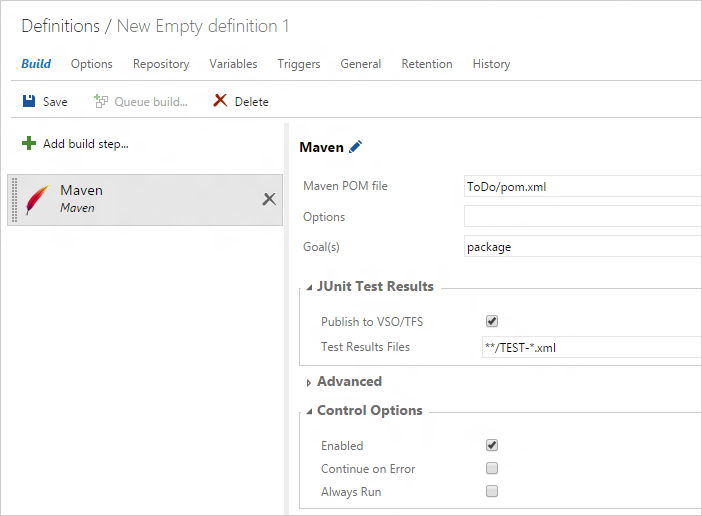 Definitions / New Empty definition 1
Build Options Repository Variables Triggers General Retention History
Save Queue build... Delete
Add build step...
Maven
Maven
Maven
Maven POM file ToDo/pom.xml
Options
Goal(s) package
JUnit Test Results
Publish to VSO/TFS
Test Results Files **/TEST-*.xml
Advanced
Control Options
Enabled
Continue on Error
Always Run